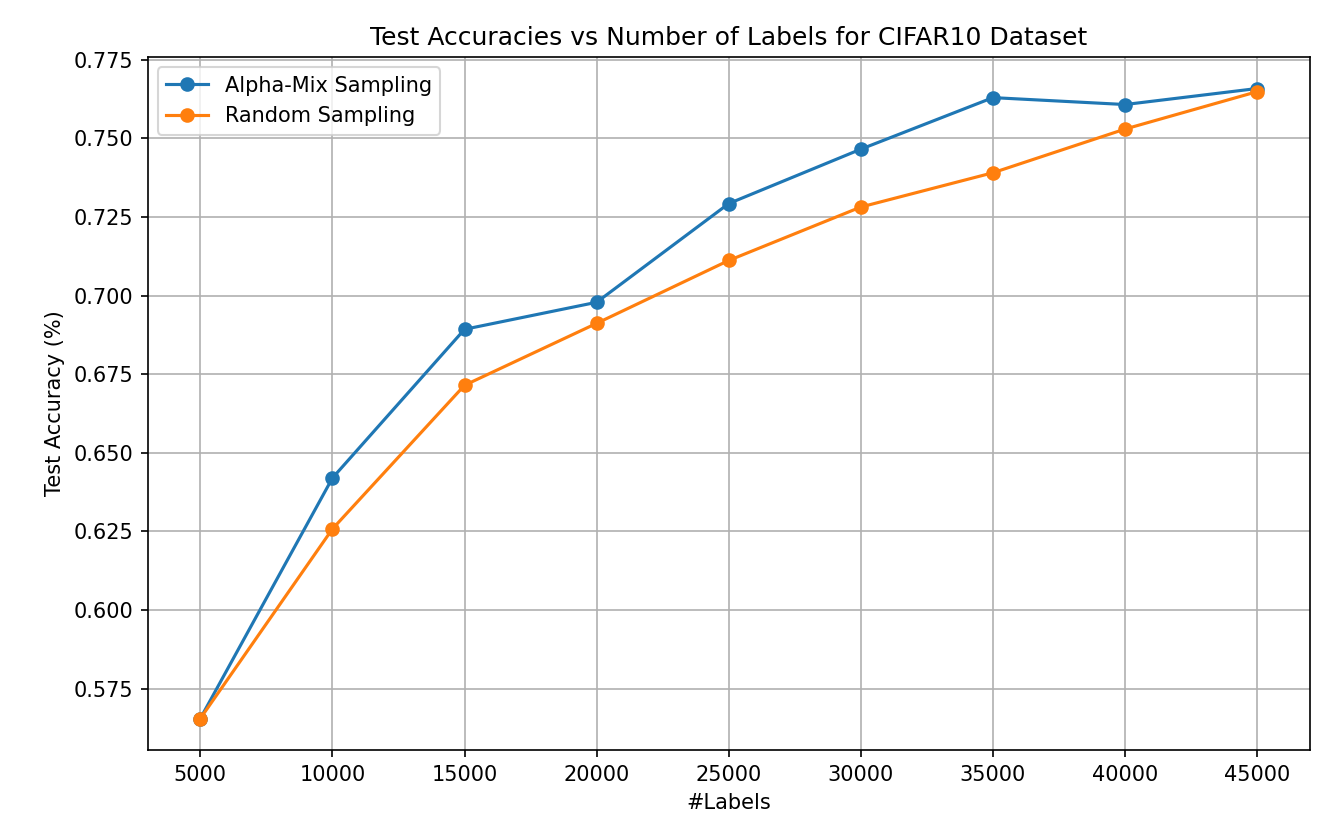 Test Accuracies vs Number of Labels for CIFAR10 Dataset
Alpha-Mix Sampling
Random Sampling
Test Accuracy (%)
0.775
0.750
0.725
0.700
0.675
0.650
0.625
0.600
0.575
5000 10000 15000 20000 25000 30000 35000 40000 45000
#Labels